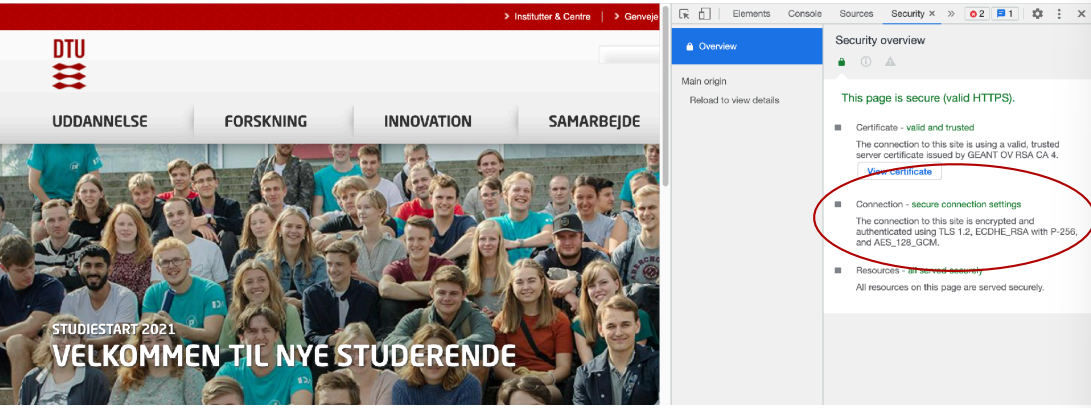 > Institutter & Centre | > Genveje
DTU
UDDANNELSE FORSKNING INNOVATION SAMARBEJDE
STUDIESTART 2021
VELKOMMEN TIL NYE STUDERENDE
Elements Console Sources Security × » 2 1
Overview
Main origin
Reload to view details
Security overview
This page is secure (valid HTTPS).
Certificate - valid and trusted
The connection to this site is using a valid, trusted
server certificate issued by GEANT OV RSA CA 4.
View certificate
Connection - secure connection settings
The connection to this site is encrypted and
authenticated using TLS 1.2, ECDHE_RSA with P-256,
and AES_128_GCM.
Resources - all served securely
All resources on this page are served securely.